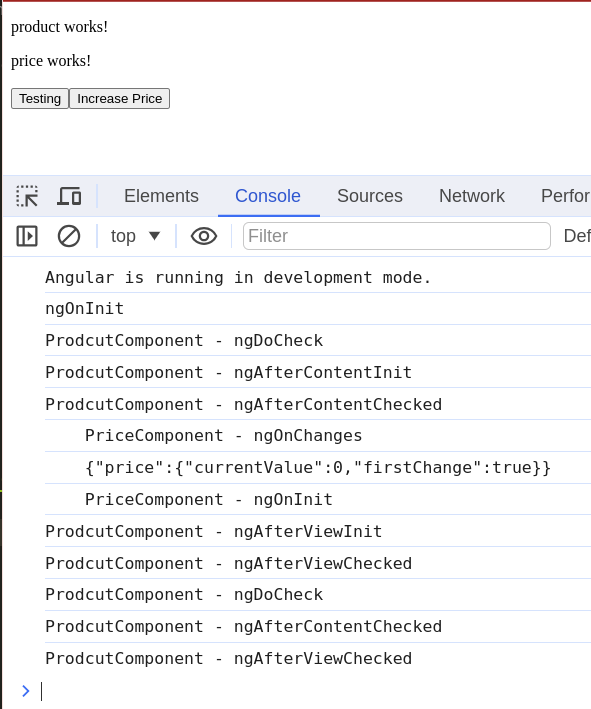 product works!
price works!
Testing Increase Price
Elements Console Sources Network Perfor
top Filter Def
Angular is running in development mode.
ngOnInit
ProdcutComponent - ngDoCheck
ProdcutComponent - ngAfterContentInit
ProdcutComponent - ngAfterContentChecked
PriceComponent - ngOnChanges
{"price":{"currentValue":0,"firstChange":true}}
PriceComponent - ngOnInit
ProdcutComponent - ngAfterViewInit
ProdcutComponent - ngAfterViewChecked
ProdcutComponent - ngDoCheck
ProdcutComponent - ngAfterContentChecked
ProdcutComponent - ngAfterViewChecked